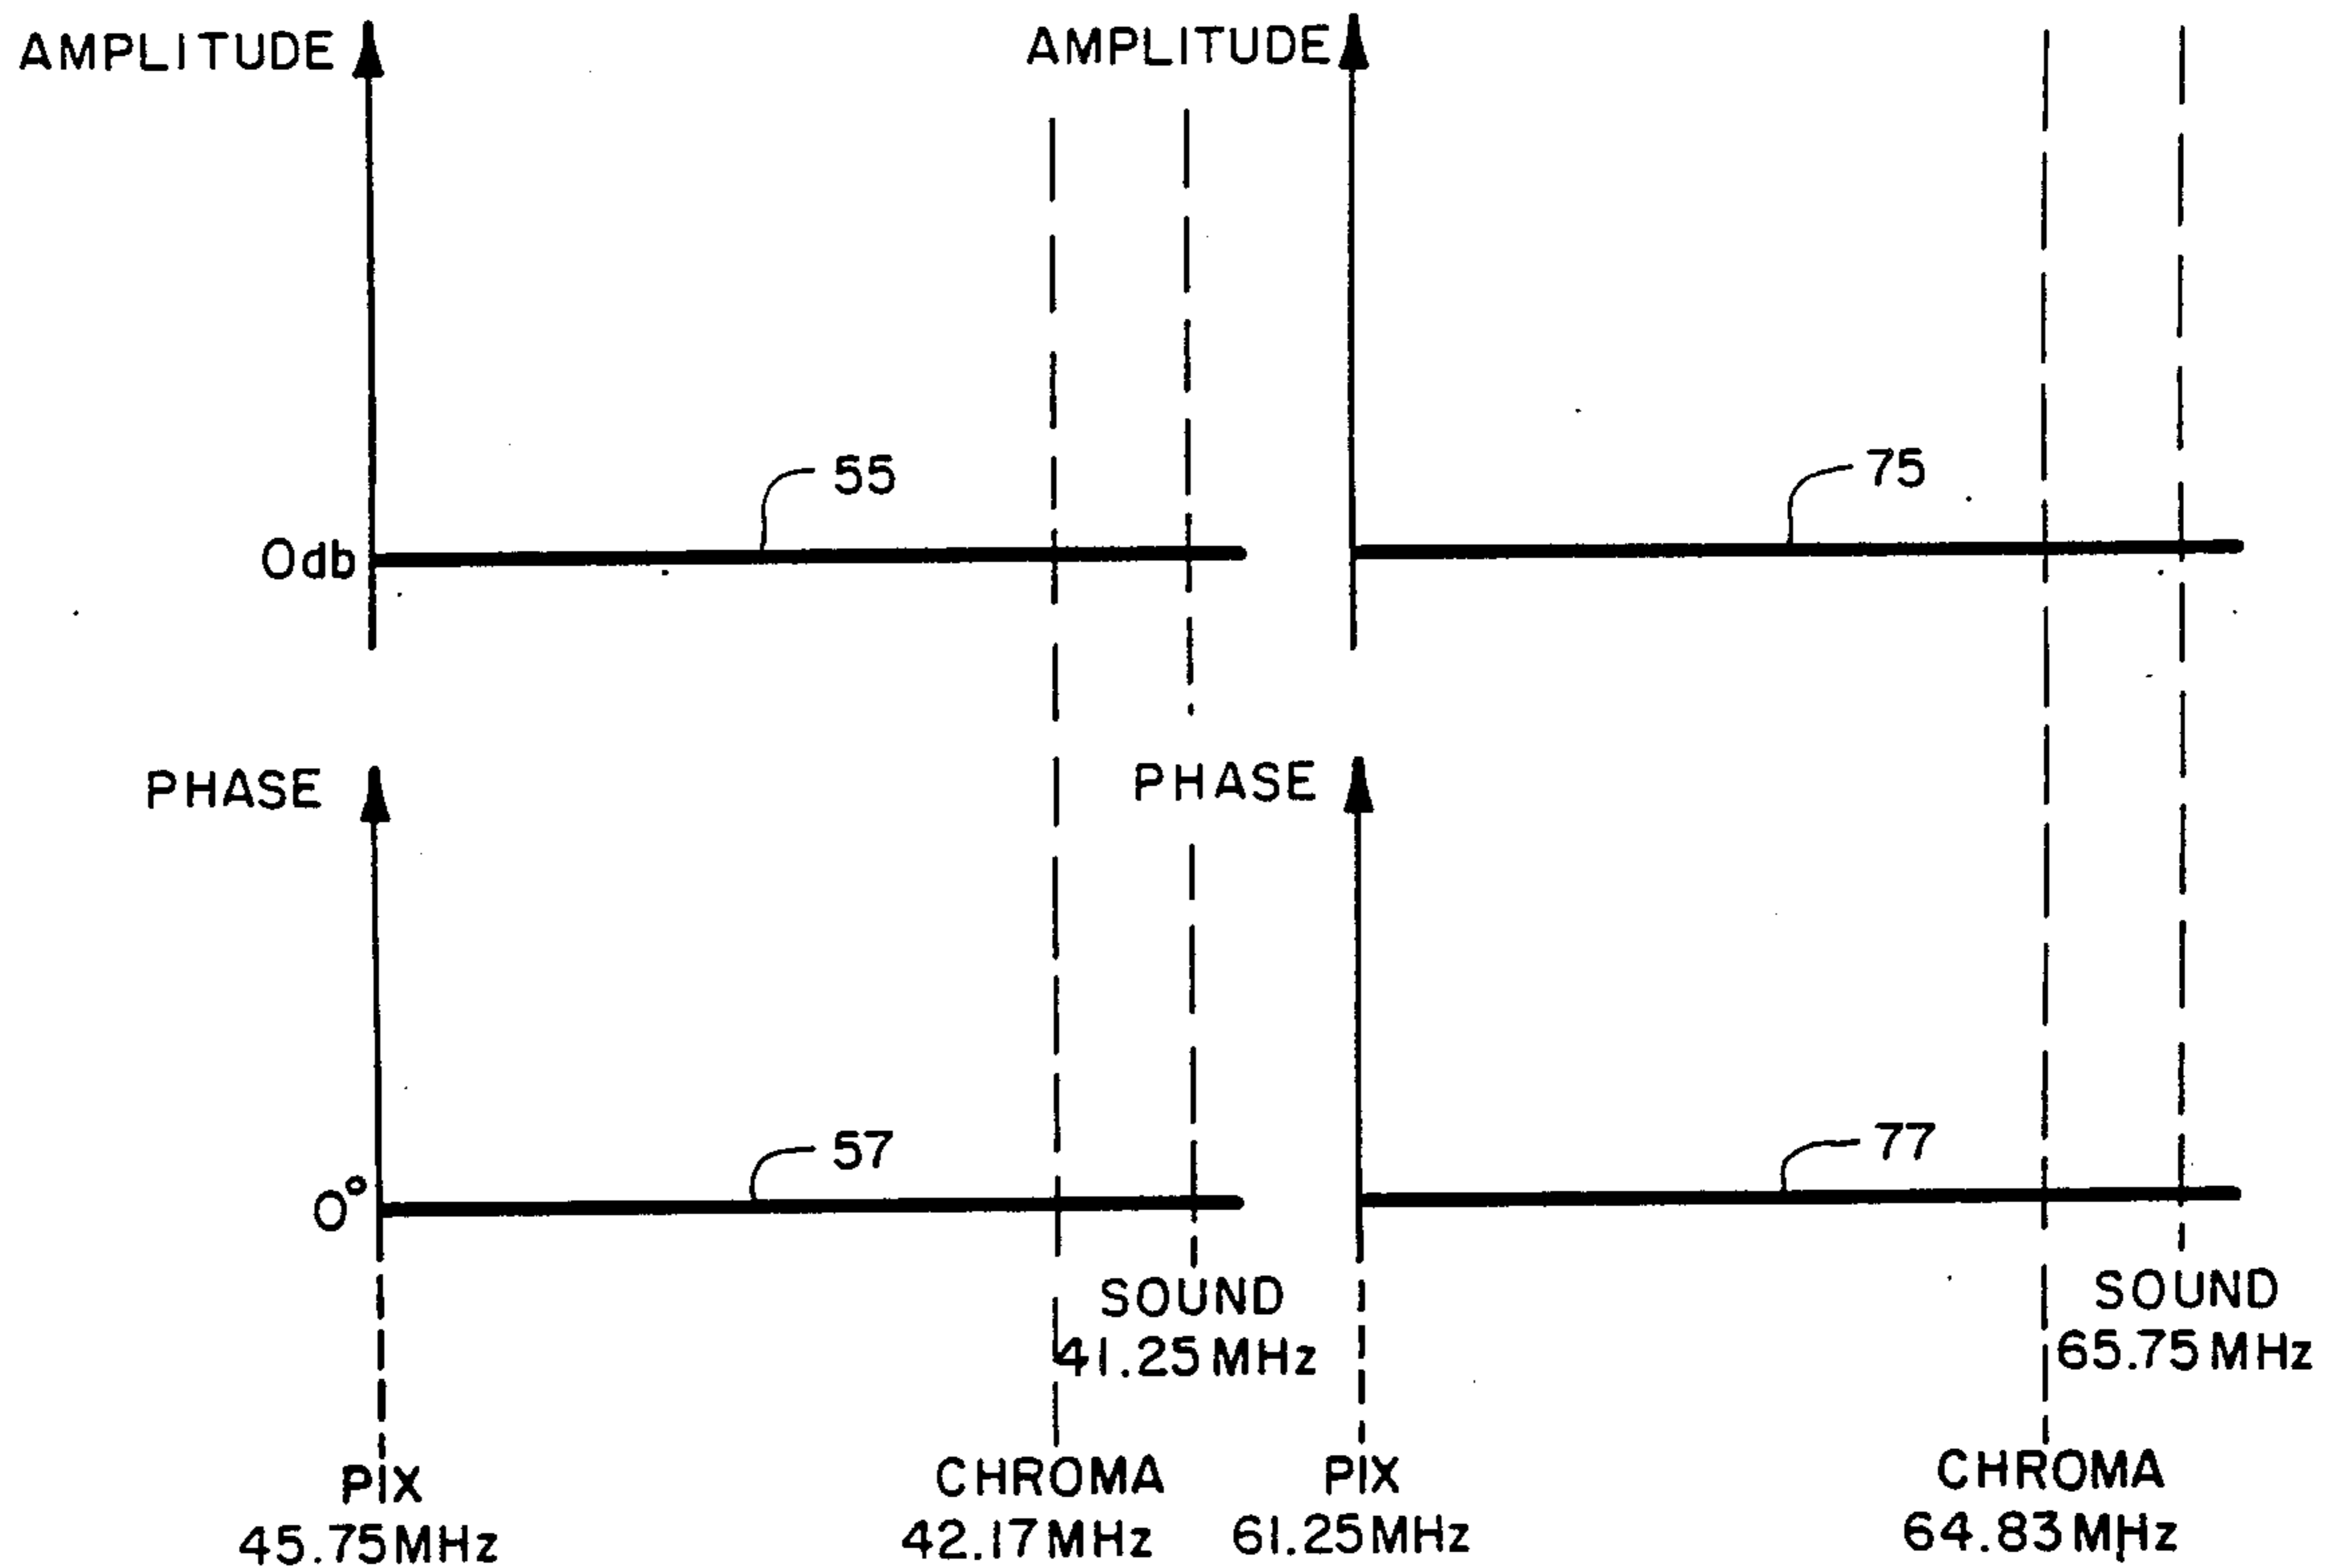 AMPLITUDE
AMPLITUDE
55
75
0db
PHASE
PHASE
57
77
0°
SOUND
41.25 MHz
SOUND
65.75 MHz
PIX
45.75 MHz
CHROMA
42.17 MHz
PIX
61.25 MHz
CHROMA
64.83 MHz